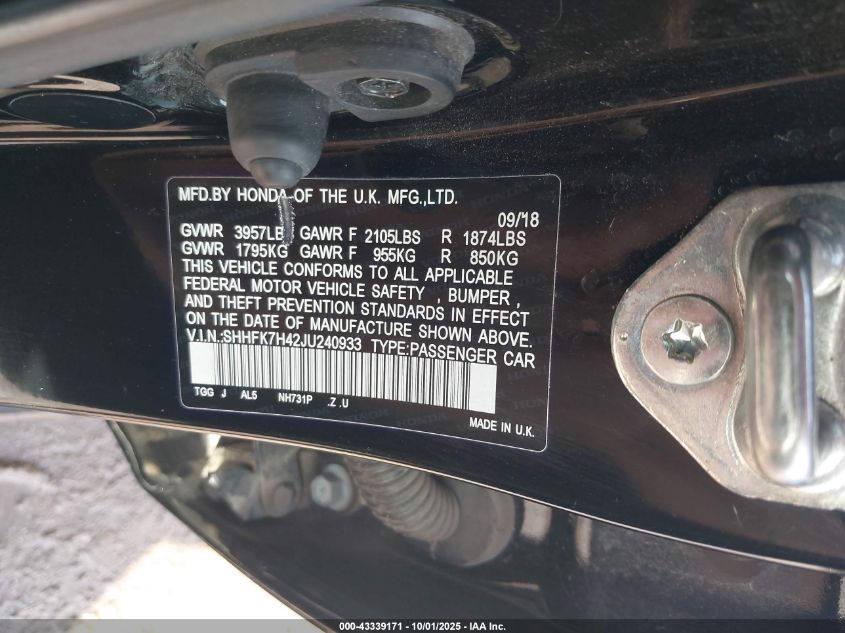 MFD.BY HONDA OF THE U.K. MFG.,LTD.
09/18
GVWR 3957LB GAWR F 2105LBS R 1874LBS
GVWR 1795KG GAWR F 955KG R 850KG
THIS VEHICLE CONFORMS TO ALL APPLICABLE
FEDERAL MOTOR VEHICLE SAFETY , BUMPER ,
AND THEFT PREVENTION STANDARDS IN EFFECT
ON THE DATE OF MANUFACTURE SHOWN ABOVE.
V.I.N.:SHHFK7H42JU240933 TYPE:PASSENGER CAR
TGG J AL5 NH731P .Z .U
MADE IN U.K.
000-43339171 - 10/01/2025 - IAA Inc.